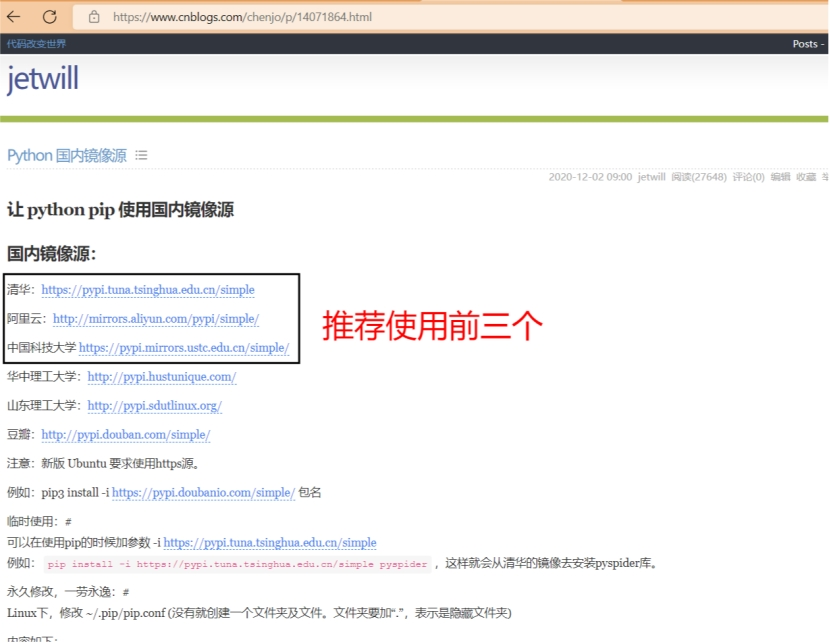 https://www.cnblogs.com/chenjo/p/14071864.html
代码改变世界
Posts -
jetwill
Python 国内镜像源
2020-12-02 09:00 jetwill 阅读(27648) 评论(0) 编辑 收藏
让 python pip 使用国内镜像源
国内镜像源：
清华：https://pypi.tuna.tsinghua.edu.cn/simple
阿里云：http://mirrors.aliyun.com/pypi/simple/
中国科技大学 https://pypi.mirrors.ustc.edu.cn/simple/
推荐使用前三个
华中理工大学：http://pypi.hustunique.com/
山东理工大学：http://pypi.sdutlinux.org/
豆瓣：http://pypi.douban.com/simple/
注意：新版 Ubuntu 要求使用https源。
例如：pip3 install -i https://pypi.doubanio.com/simple/ 包名
临时使用：#
可以在使用pip的时候加参数 -i https://pypi.tuna.tsinghua.edu.cn/simple
例如： pip install -i https://pypi.tuna.tsinghua.edu.cn/simple pyspider ，这样就会从清华的镜像去安装pyspider库。
永久修改，一劳永逸：#
Linux下，修改 ~/.pip/pip.conf (没有就创建一个文件夹及文件。文件夹要加“.”，表示是隐藏文件夹)
内容如下：